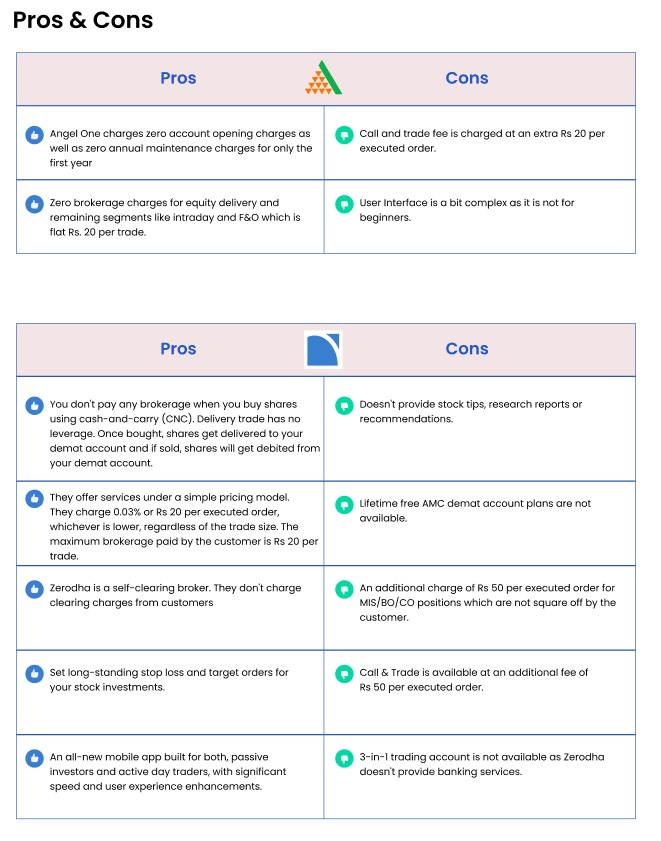 Pros & Cons
Pros
Cons
Angel One charges zero account opening charges as
well as zero annual maintenance charges for only the
first year
Call and trade fee is charged at an extra Rs 20 per
executed order.
Zero brokerage charges for equity delivery and
remaining segments like intraday and F&O which is
flat Rs. 20 per trade.
User Interface is a bit complex as it is not for
beginners.
Pros
Cons
You don't pay any brokerage when you buy shares
using cash-and-carry (CNC). Delivery trade has no
leverage. Once bought, shares get delivered to your
demat account and if sold, shares will get debited from
your demat account.
Doesn't provide stock tips, research reports or
recommendations.
They offer services under a simple pricing model.
They charge 0.03% or Rs 20 per executed order,
whichever is lower, regardless of the trade size. The
maximum brokerage paid by the customer is Rs 20 per
trade.
Lifetime free AMC demat account plans are not
available.
Zerodha is a self-clearing broker. They don't charge
clearing charges from customers
An additional charge of Rs 50 per executed order for
MIS/BO/CO positions which are not square off by the
customer.
Set long-standing stop loss and target orders for
your stock investments.
Call & Trade is available at an additional fee of
Rs 50 per executed order.
An all-new mobile app built for both, passive
investors and active day traders, with significant
speed and user experience enhancements.
3-in-1 trading account is not available as Zerodha
doesn't provide banking services.